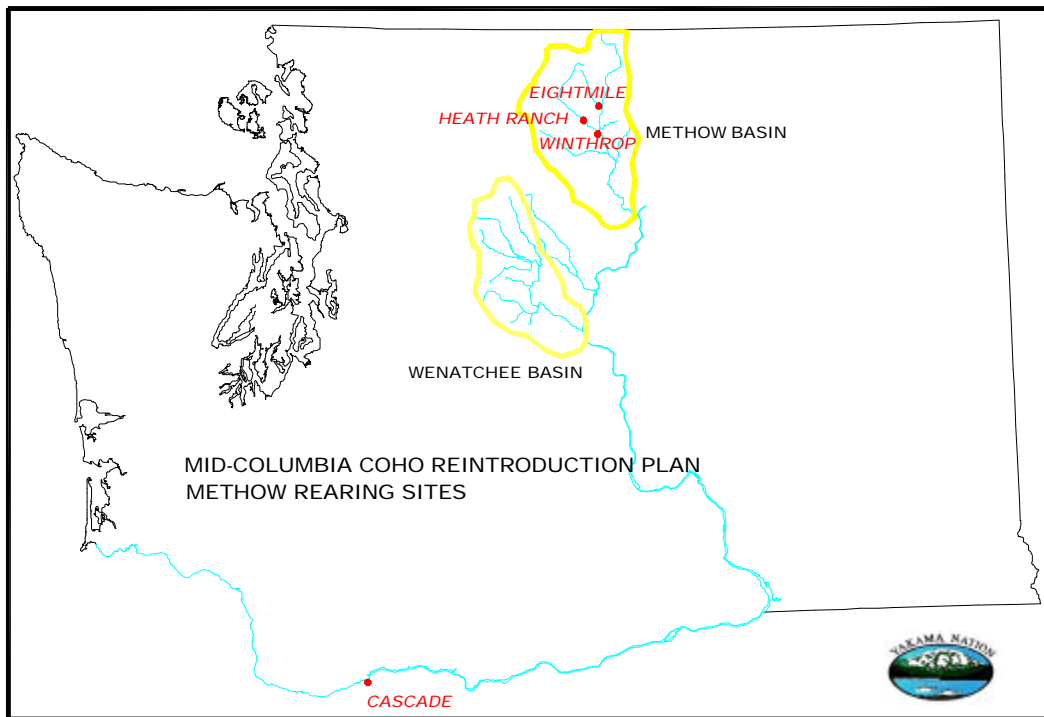 EIGHTMILE
HEATH RANCH
METHOW BASIN
WINTHROP
WENATCHEE BASIN
MID-COLUMBIA COHO REINTRODUCTION PLAN
METHOW REARING SITES
YAKAMA NATION
CASCADE